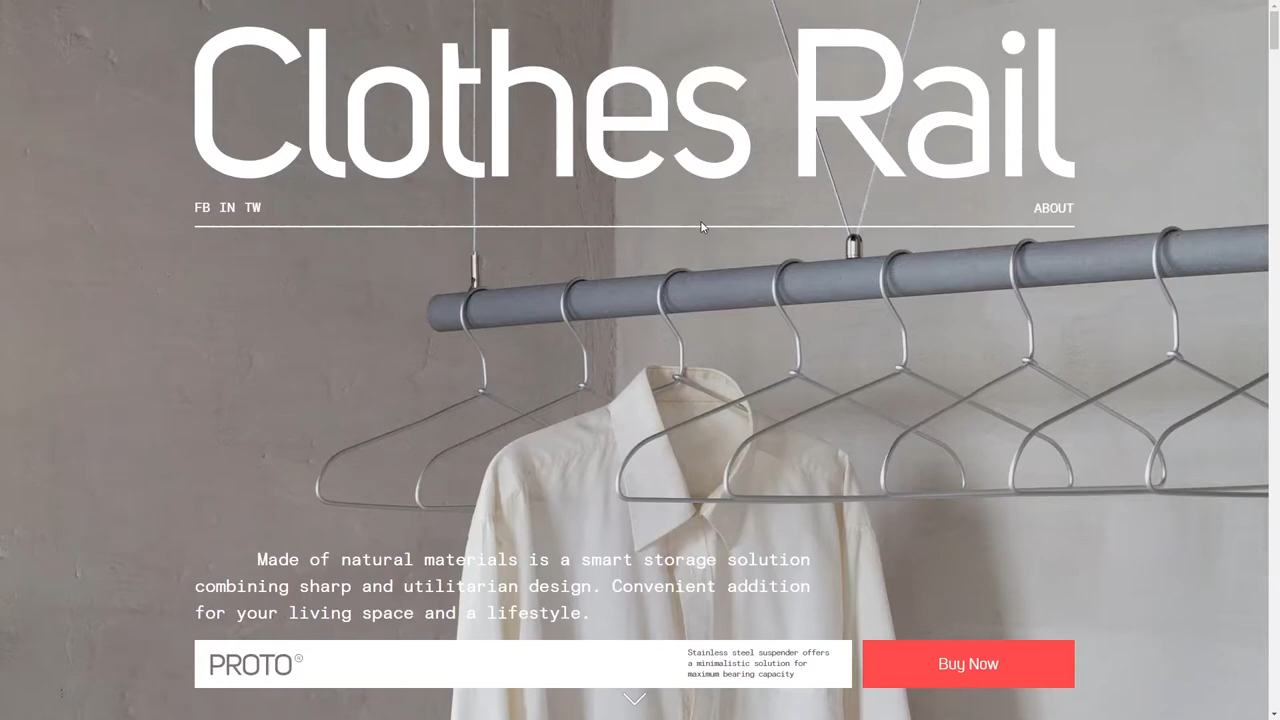 Clothes Rail
FB IN TW
ABOUT
Made of natural materials is a smart storage solution
combining sharp and utilitarian design. Convenient addition
for your living space and a lifestyle.
PROTO®
Stainless steel suspender offers
a minimalistic solution for
maximum bearing capacity
Buy Now